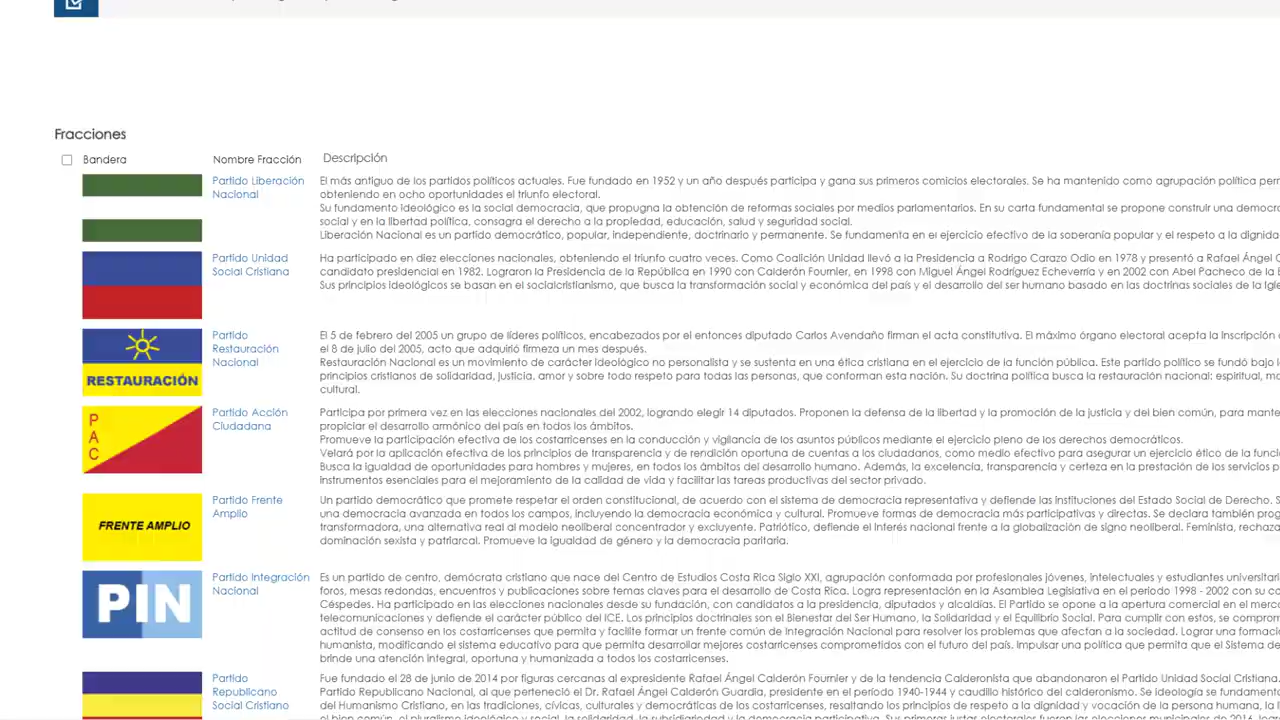 Fracciones
Bandera Nombre Fracción Descripción
Partido Liberación
Nacional
El más antiguo de los partidos políticos actuales. Fue fundado en 1952 y un año después participa y gana sus primeros comicios electorales. Se ha mantenido como agrupación política
obteniendo en ocho oportunidades el triunfo electoral.
Su fundamento ideológico es la social democracia, que propugna la obtención de reformas sociales por medios parlamentarios. En su carta fundamental se propone construir una
social y en la libertad política, consagra el derecho a la propiedad, educación, salud y seguridad social.
Liberación Nacional es un partido democrático, popular, independiente, doctrinario y permanente. Se fundamenta en el ejercicio efectivo de la soberanía popular y el respeto a la
Partido Unidad
Social Cristiana
Ha participado en diez elecciones nacionales, obteniendo el triunfo cuatro veces. Como Coalición Unidad llevó a la Presidencia a Rodrigo Carazo Odio en 1978 y presentó a Rafael Ángel
candidato presidencial en 1982. Lograron la Presidencia de la República en 1990 con Calderón Fournier, en 1998 con Miguel Ángel Rodríguez Echeverría y en 2002 con Abel Pacheco de la
Sus principios ideológicos se basan en el socialcristianismo, que busca la transformación social y económica del país y el desarrollo del ser humano basado en las doctrinas sociales de la
RESTAURACIÓN
Partido
Restauración
Nacional
El 5 de febrero del 2005 un grupo de líderes políticos, encabezados por el entonces diputado Carlos Avendaño firman el acta constitutiva. El máximo órgano electoral acepta la inscripción
el 8 de julio del 2005, acto que adquirió firmeza un mes después.
Restauración Nacional es un movimiento de carácter ideológico no personalista y se sustenta en una ética cristiana en el ejercicio de la función pública. Este partido político se fundó bajo
principios cristianos de solidaridad, justicia, amor y sobre todo respeto para todas las personas, que conforman esta nación. Su doctrina política busca la restauración nacional: espiritual,
cultural.
PAC
Partido Acción
Ciudadana
Participa por primera vez en las elecciones nacionales del 2002, logrando elegir 14 diputados. Proponen la defensa de la libertad y la promoción de la justicia y del bien común, para
propiciar el desarrollo armónico del país en todos los ámbitos.
Promueve la participación efectiva de los costarricenses en la conducción y vigilancia de los asuntos públicos mediante el ejercicio pleno de los derechos democráticos.
Velará por la aplicación efectiva de los principios de transparencia y de rendición oportuna de cuentas a los ciudadanos, como medio efectivo para asegurar un ejercicio ético de la
Busca la igualdad de oportunidades para hombres y mujeres, en todos los ámbitos del desarrollo humano. Además, la excelencia, transparencia y certeza en la prestación de los servicios
instrumentos esenciales para el mejoramiento de la calidad de vida y facilitar las tareas productivas del sector privado.
FRENTE AMPLIO
Partido Frente
Amplio
Un partido democrático que promete respetar el orden constitucional, de acuerdo con el sistema de democracia representativa y defiende las instituciones del Estado Social de Derecho.
una democracia avanzada en todos los campos, incluyendo la democracia económica y cultural. Promueve formas de democracia más participativas y directas. Se declara también
transformadora, una alternativa real al modelo neoliberal concentrador y excluyente. Patriótico, defiende el interés nacional frente a la globalización de signo neoliberal. Feminista,
dominación sexista y patriarcal. Promueve la igualdad de género y la democracia paritaria.
PIN
Partido Integración
Nacional
Es un partido de centro, demócrata cristiano que nace del Centro de Estudios Costa Rica Siglo XXI, agrupación conformada por profesionales jóvenes, intelectuales y estudiantes
foros, mesas redondas, encuentros y publicaciones sobre temas claves para el desarrollo de Costa Rica. Logra representación en la Asamblea Legislativa en el período 1998 - 2002 con su
Céspedes. Ha participado en las elecciones nacionales desde su fundación, con candidatos a la presidencia, diputados y alcaldías. El Partido se opone a la apertura comercial en el
telecomunicaciones y defiende el carácter público del ICE. Los principios doctrinales son el Bienestar del Ser Humano, la Solidaridad y el Equilibrio Social. Para cumplir con estos, se
actitud de consenso en los costarricenses que permita y facilite formar un frente común de Integración Nacional para resolver los problemas que afectan a la sociedad. Lograr una
humanista, modificando el sistema educativo para que permita desarrollar mejores costarricenses comprometidos con el futuro del país. Impulsar una política que permita que el Sistema de
brinde una atención integral, oportuna y humanizada a todos los costarricenses.
Partido
Republicano
Social Cristiano
Fue fundado el 28 de junio de 2014 por figuras cercanas al expresidente Rafael Ángel Calderón Fournier y de la tendencia Calderonista que abandonaron el Partido Unidad Social Cristiana.
Partido Republicano Nacional, al que perteneció el Dr. Rafael Ángel Calderón Guardia, presidente en el período 1940-1944 y caudillo histórico del calderonismo. Su ideología se
del Humanismo Cristiano, en las tradiciones, cívicas, culturales y democráticas de los costarricenses, resaltando los principios de respeto a la dignidad y vocación de la persona humana, la
el bien común, el pluralismo ideológico y social, la solidaridad, la subsidiariedad y la democracia participativa. Sus primeras justas electorales fueron las elecciones municipales de 2016,